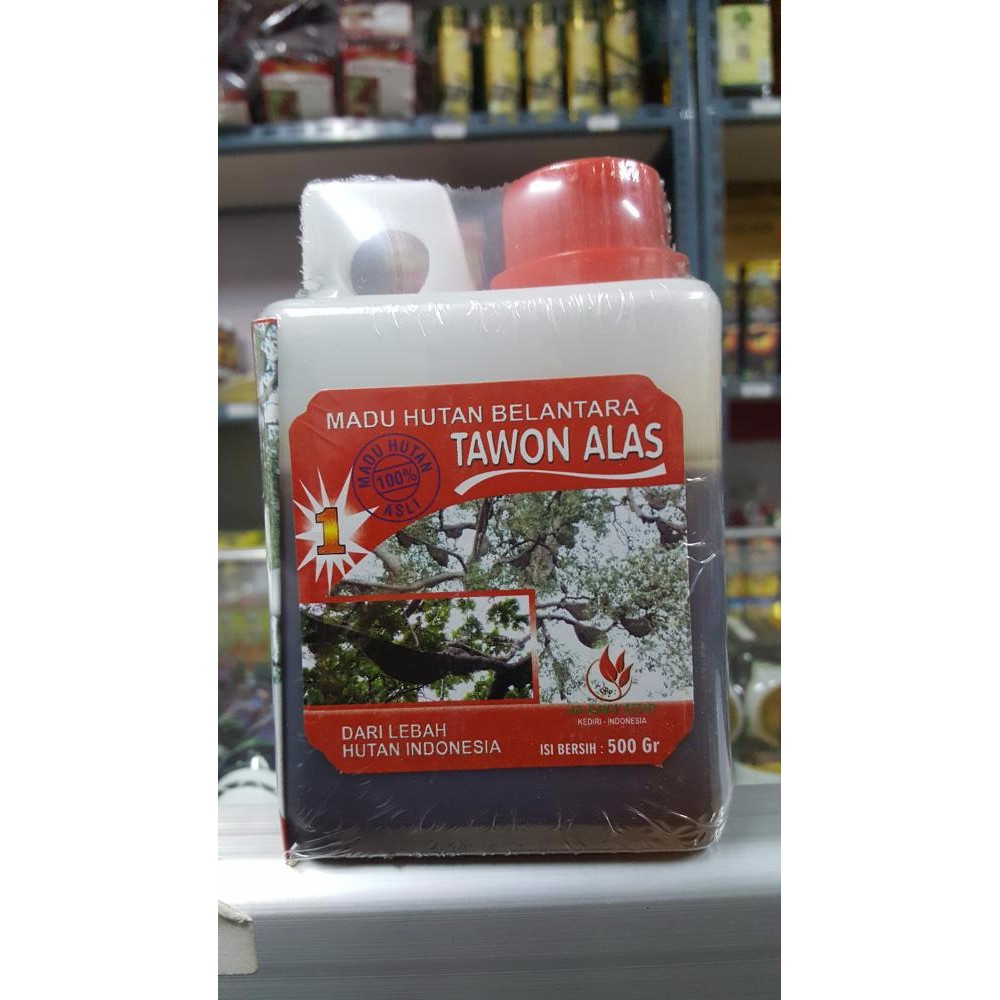 MADU HUTAN BELANTARA
TAWON ALAS
MADU HUTAN
100%
ASLI
1
KEDIRI - INDONESIA
DARI LEBAH
HUTAN INDONESIA
ISI BERSIH : 500 Gr